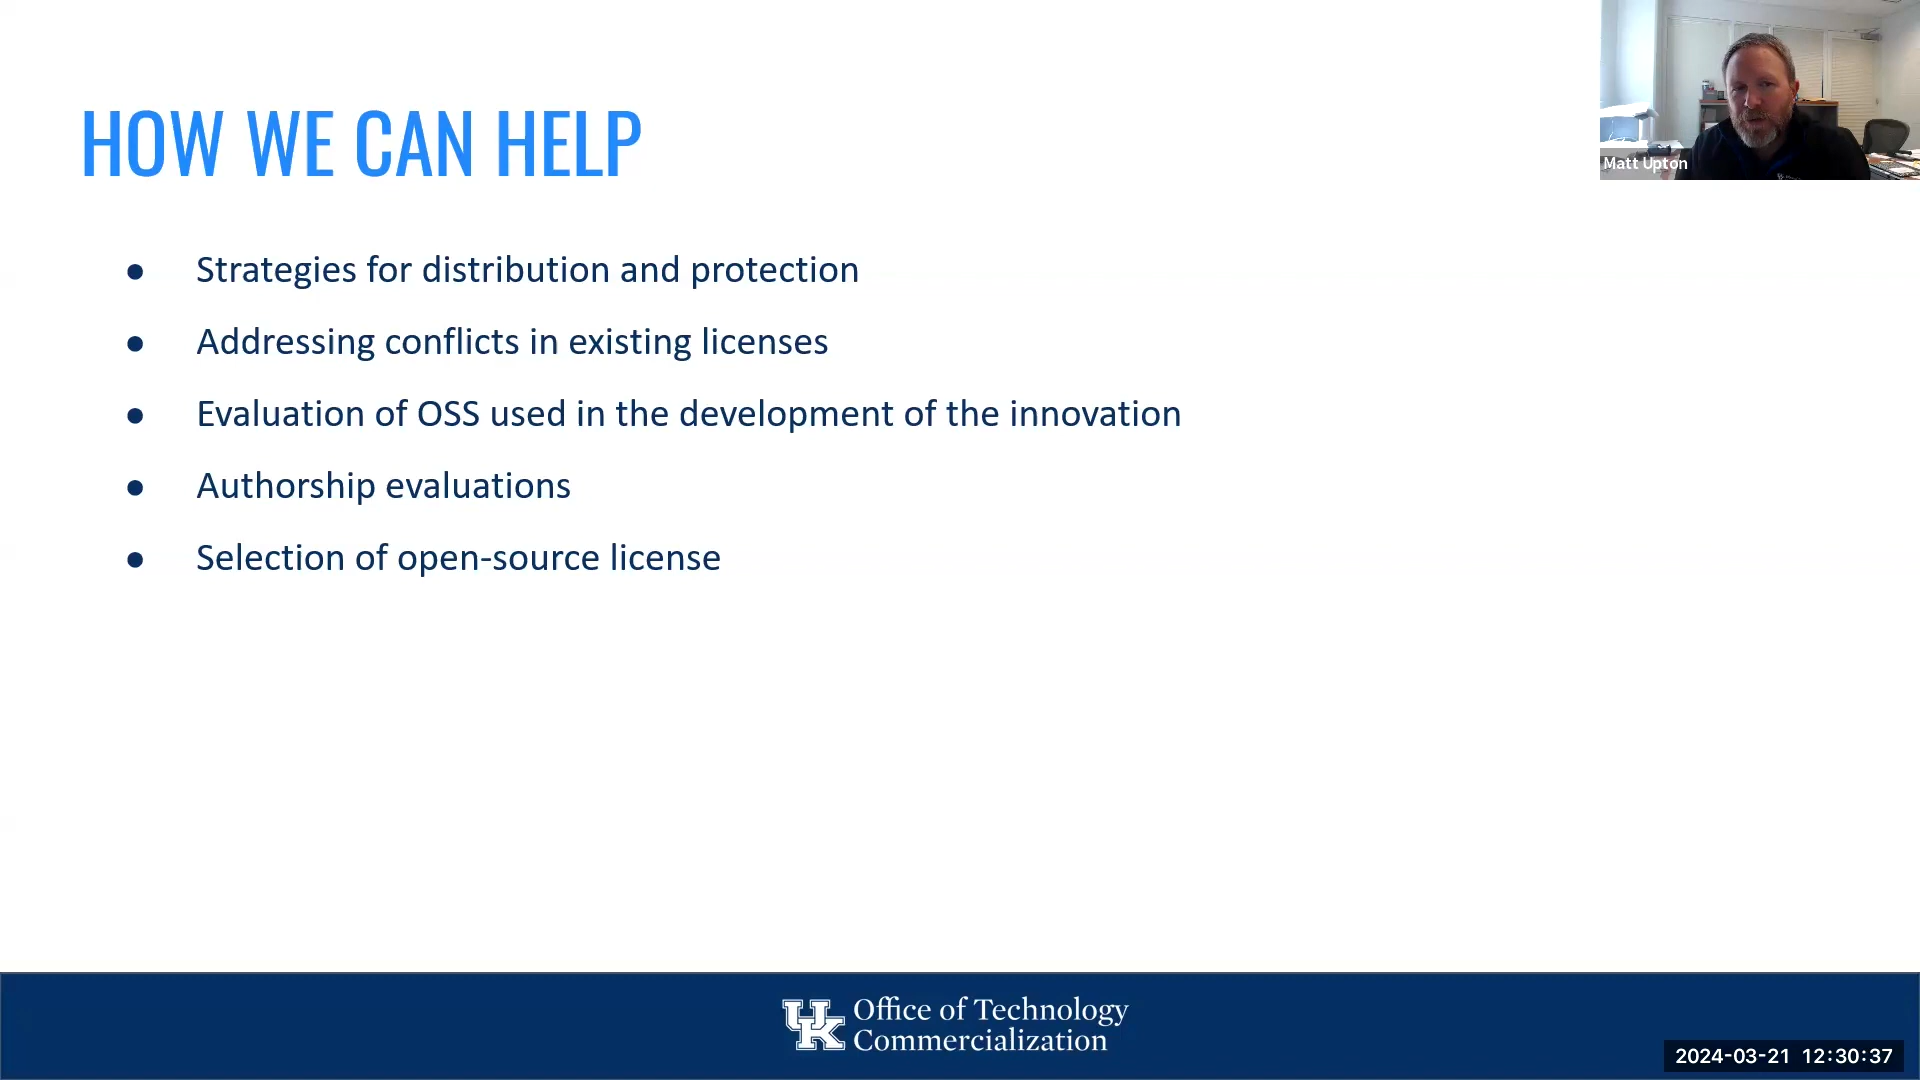 HOW WE CAN HELP
Matt Upton
● Strategies for distribution and protection
● Addressing conflicts in existing licenses
● Evaluation of OSS used in the development of the innovation
● Authorship evaluations
● Selection of open-source license
UK Office of Technology
Commercialization
2024-03-21 12:30:37